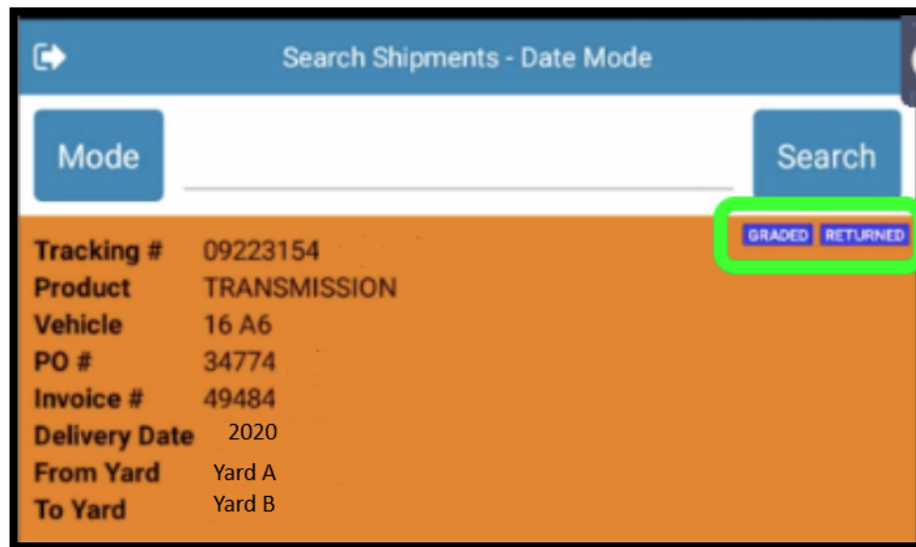 Search Shipments - Date Mode
Mode Search
GRADED RETURNED
Tracking # 09223154
Product TRANSMISSION
Vehicle 16 A6
PO # 34774
Invoice # 49484
Delivery Date 2020
From Yard Yard A
To Yard Yard B